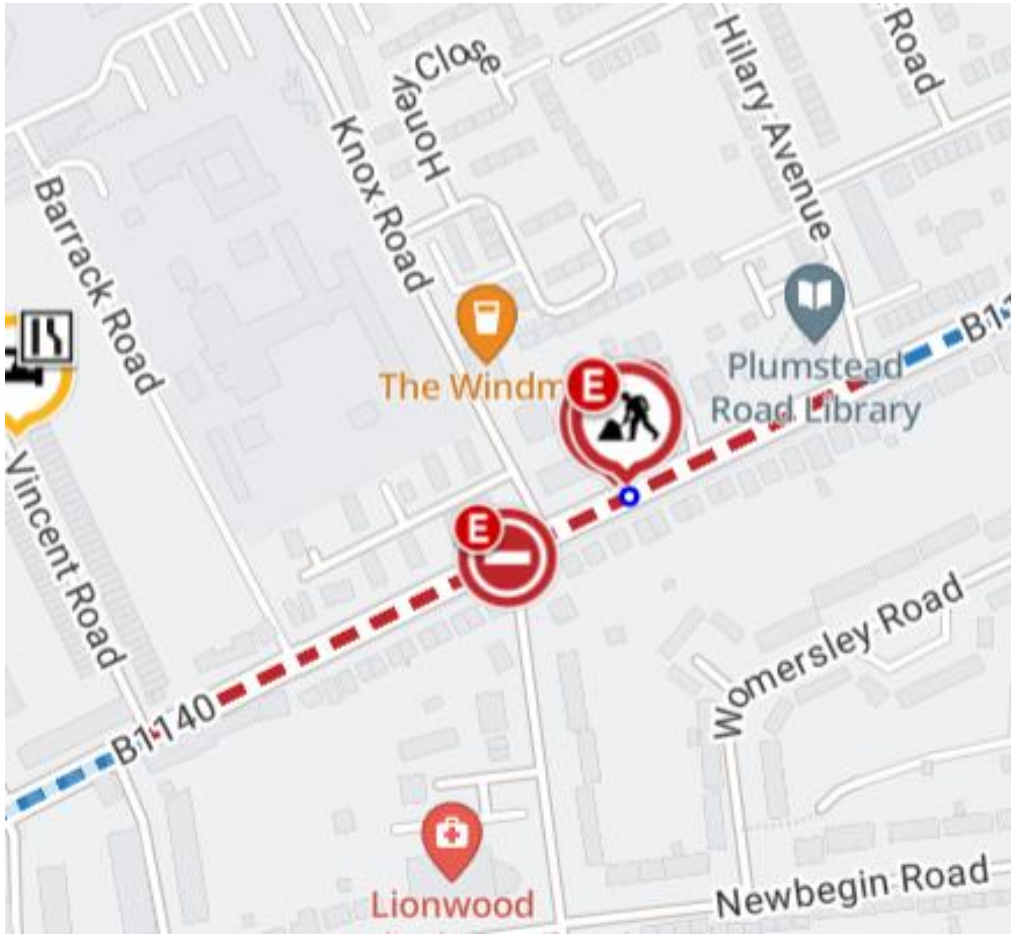 Close
Honey
Hilary Avenue
Road
Knox Road
Barrack Road
The Windm
E
Plumstead
Road Library
B11
E
Vincent Road
Womersley Road
B1140
Lionwood
Newbegin Road